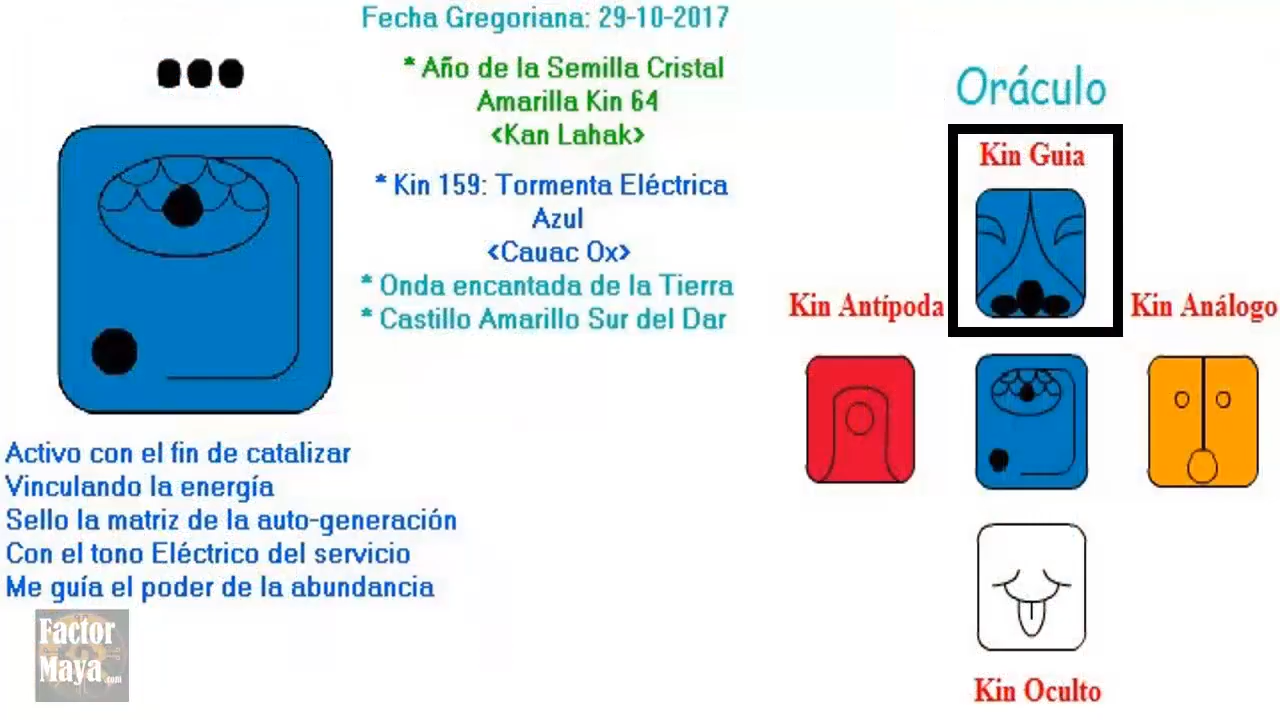 Fecha Gregoriana: 29-10-2017
* Año de la Semilla Cristal
Amarilla Kin 64
<Kan Lahak>
* Kin 159: Tormenta Eléctrica
Azul
<Cauac Ox>
* Onda encantada de la Tierra
* Castillo Amarillo Sur del Dar
Activo con el fin de catalizar
Vinculando la energía
Sello la matriz de la auto-generación
Con el tono Eléctrico del servicio
Me guía el poder de la abundancia
Factor
Maya.com
Oráculo
Kin Guia
Kin Antípoda
Kin Análogo
Kin Oculto